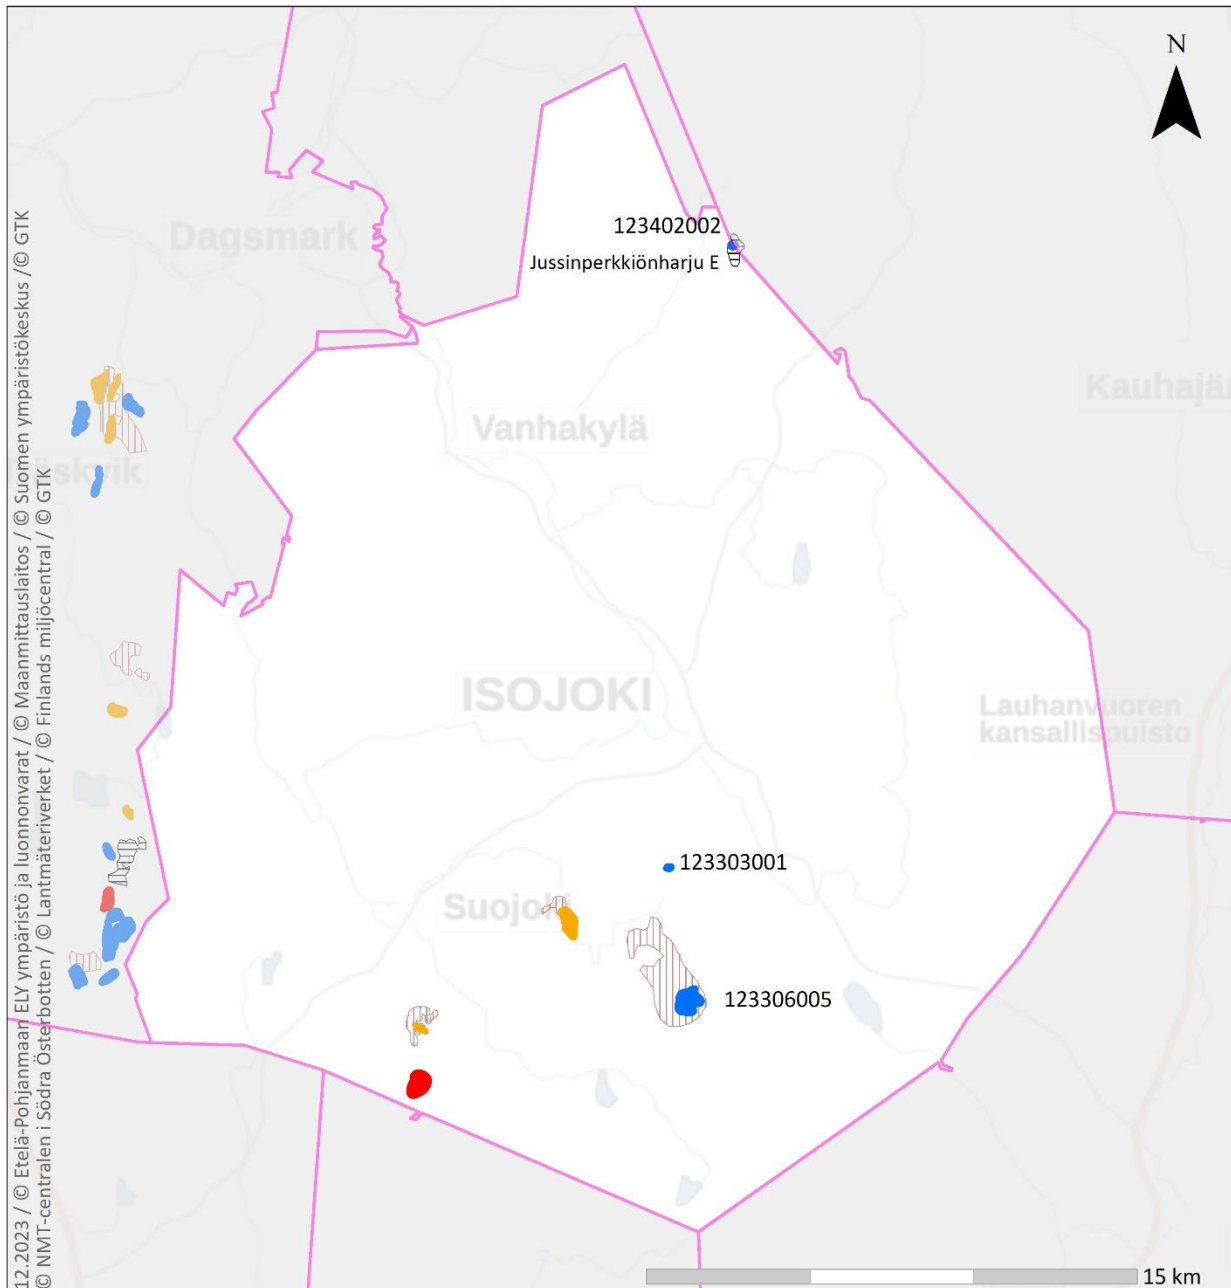 N
123402002
Jussinperkkiönharju E
Dagsmark
Kauhajär
Vanhakylä
ISOJOKI
Lauhanvuoren
kansallispuisto
123303001
Suojoki
123306005
15 km
12.2023 / © Etelä-Pohjanmaan ELY ympäristö ja luonnonvarat / © Maanmittauslaitos / © Suomen ympäristökeskus /© GTK
© NMT-centralen i Södra Österbotten / © Lantmäteriverket / © Finlands miljöcentral / © GTK